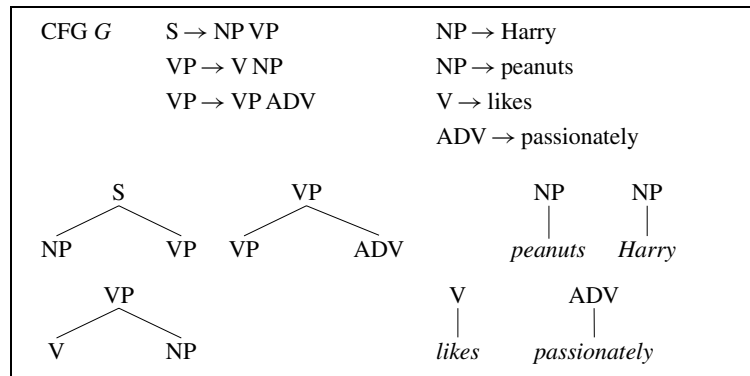 CFG G S → NP VP NP → Harry
VP → V NP NP → peanuts
VP → VP ADV V → likes
ADV → passionately
S VP NP NP
NP VP VP ADV peanuts Harry
VP V ADV
V NP likes passionately